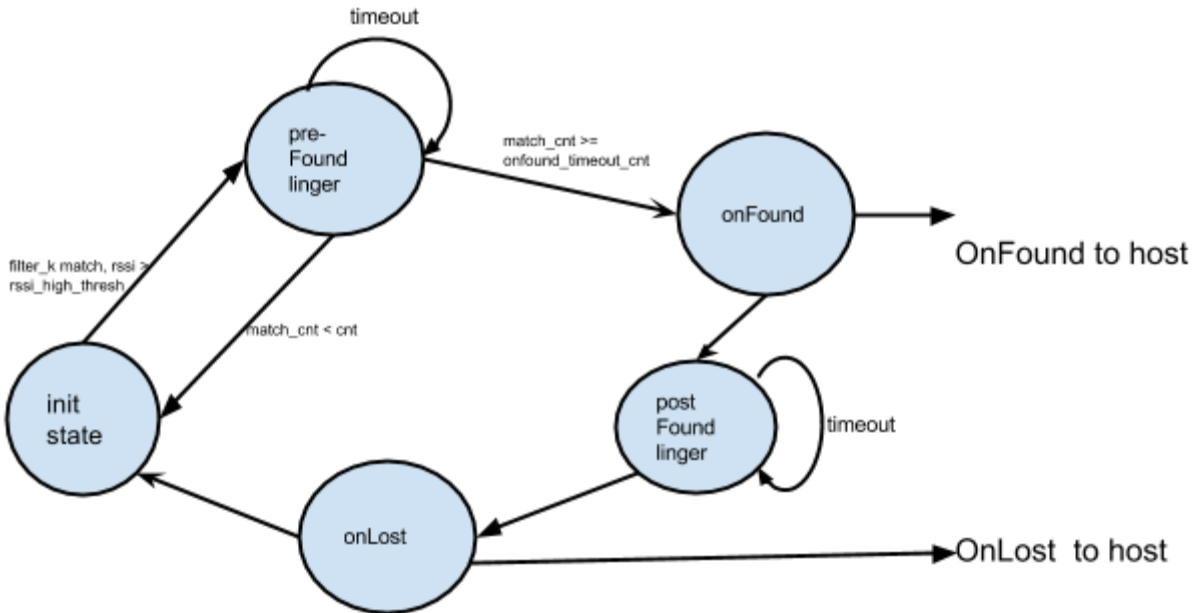 timeout
pre-
Found
linger
match_cnt >=
onfound_timeout_cnt
onFound
OnFound to host
filter_k match, rssi >
rssi_high_thresh
match_cnt < cnt
init
state
post
Found
linger
timeout
onLost
OnLost to host